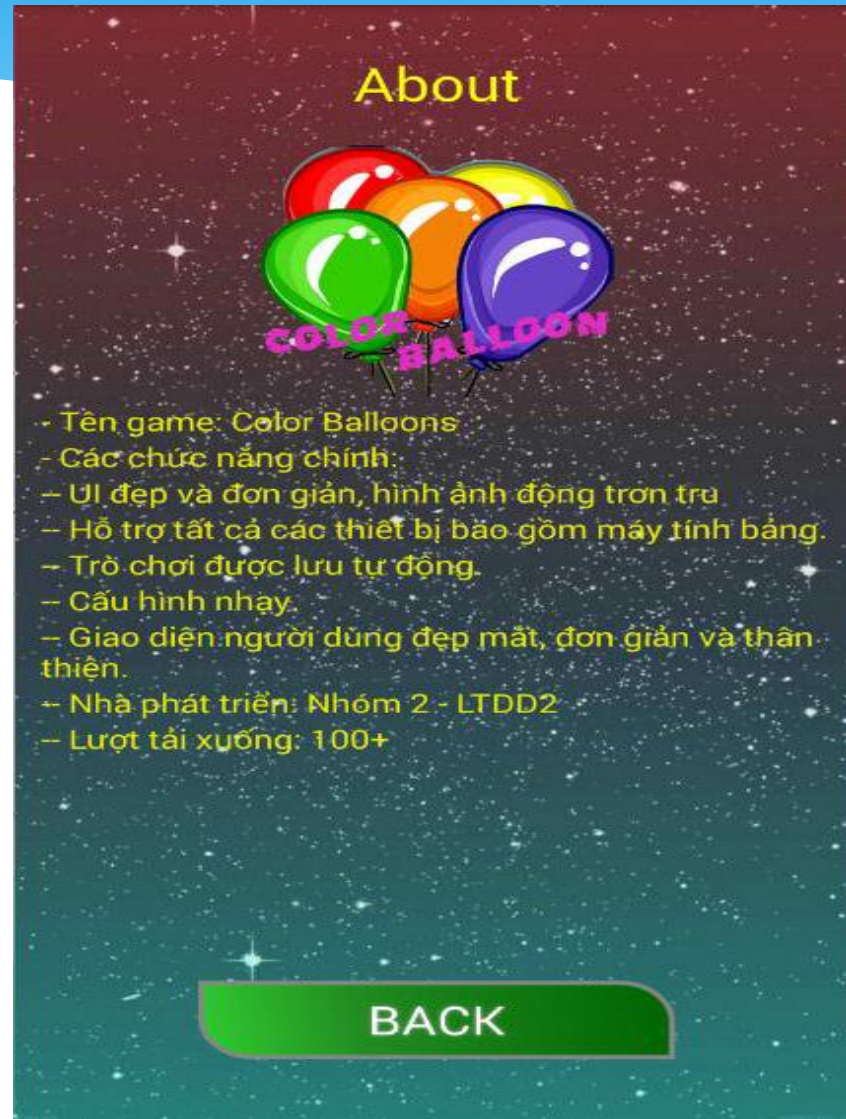 About
COLOR
BALLOON
- Tên game: Color Balloons
- Các chức năng chính:
-- UI đẹp và đơn giản, hình ảnh động trơn tru
-- Hỗ trợ tất cả các thiết bị bao gồm máy tính bảng.
-- Trò chơi được lưu tự động.
-- Cấu hình nhạy.
-- Giao diện người dùng đẹp mắt, đơn giản và thân
thiện.
-- Nhà phát triển: Nhóm 2 - LTDD2
-- Lượt tải xuống: 100+
BACK